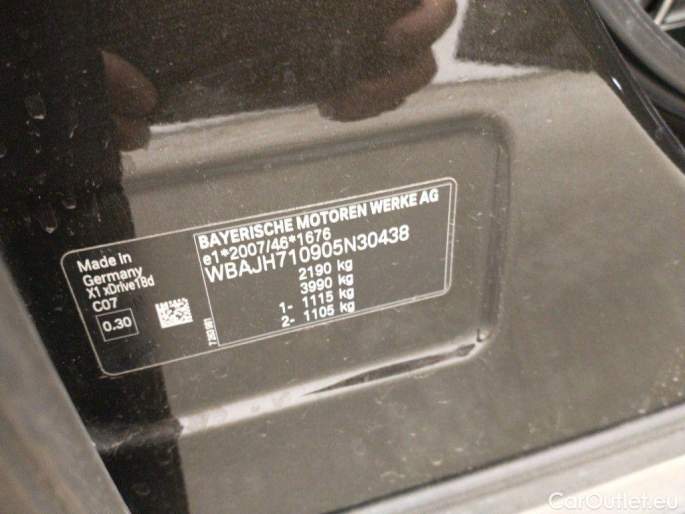 BAYERISCHE MOTOREN WERKE AG
e1*2007/46*1676
WBAJH710905N30438
2190 kg
3990 kg
1- 1115 kg
2- 1105 kg
Made in
Germany
X1 xDrive18d
C07
0.30
CarOutlet.eu